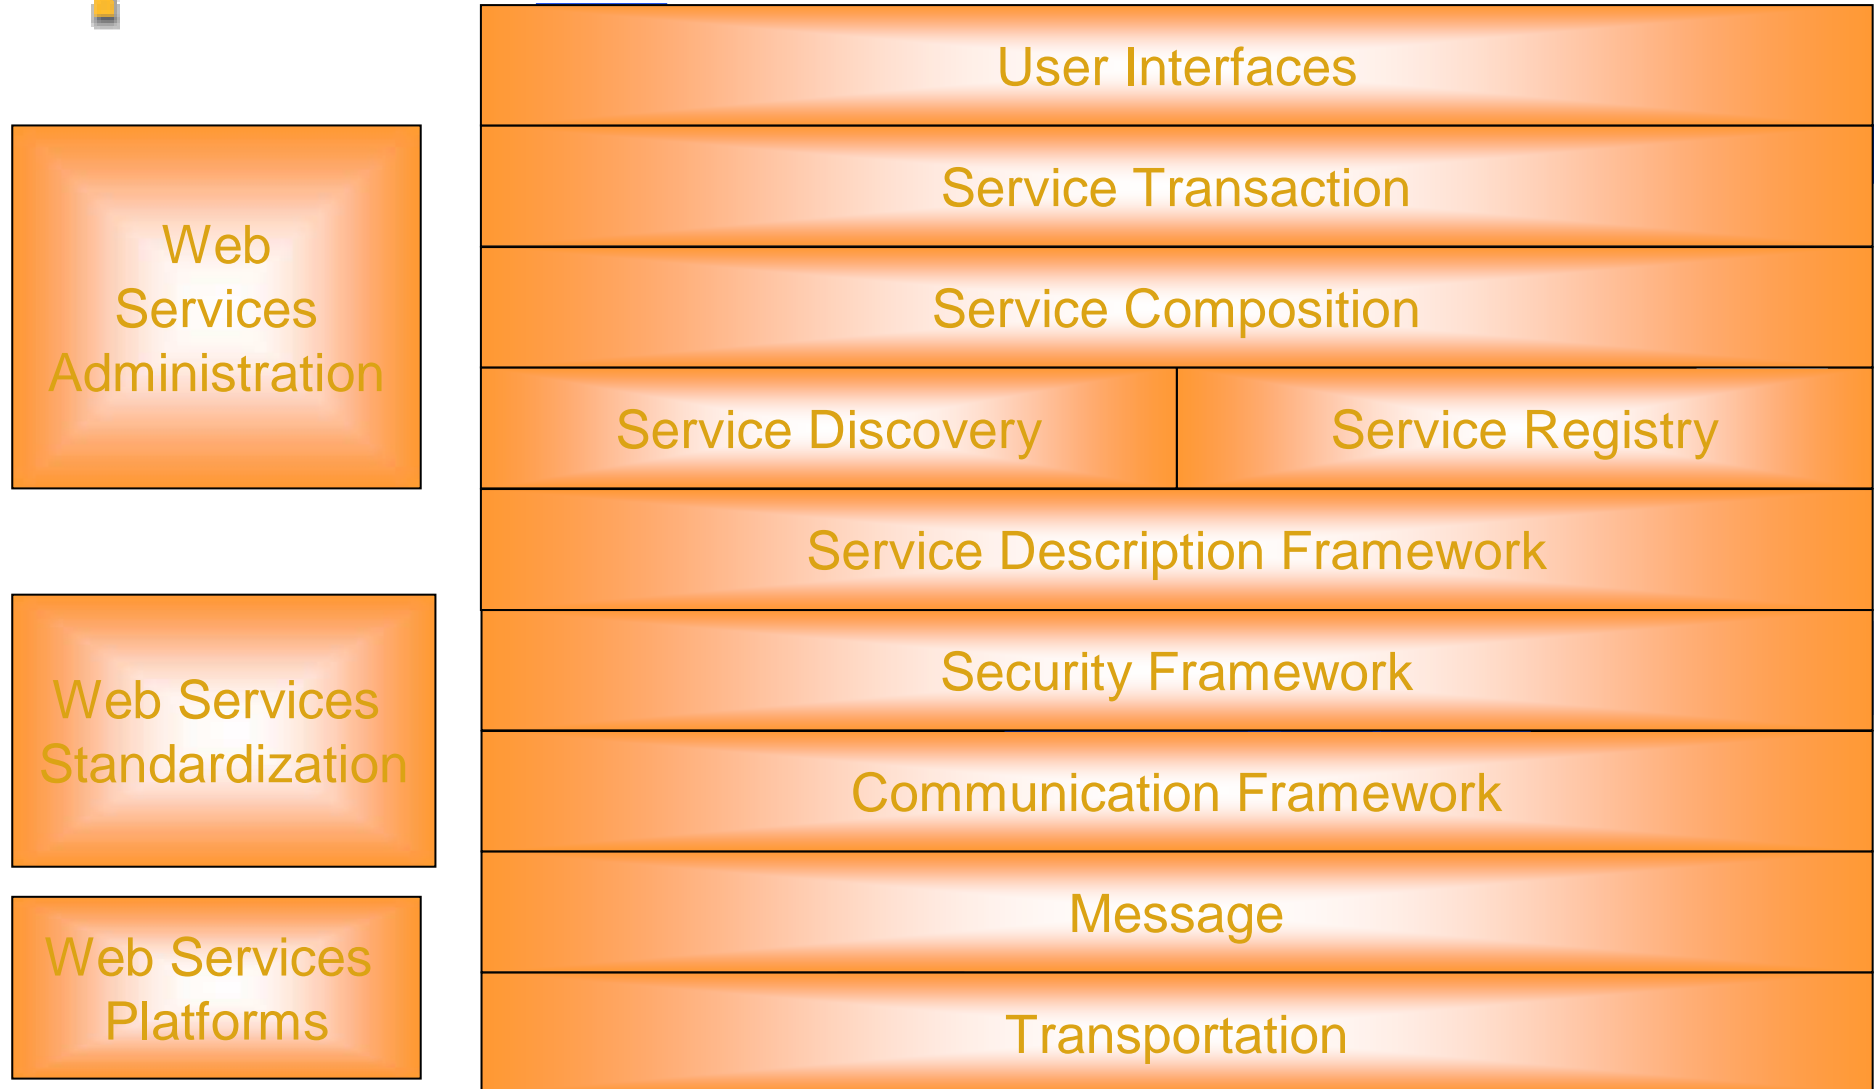 User Interfaces
Service Transaction
Service Composition
Service Discovery
Service Registry
Service Description Framework
Security Framework
Communication Framework
Message
Transportation
Web
Services
Administration
Web Services
Standardization
Web Services
Platforms